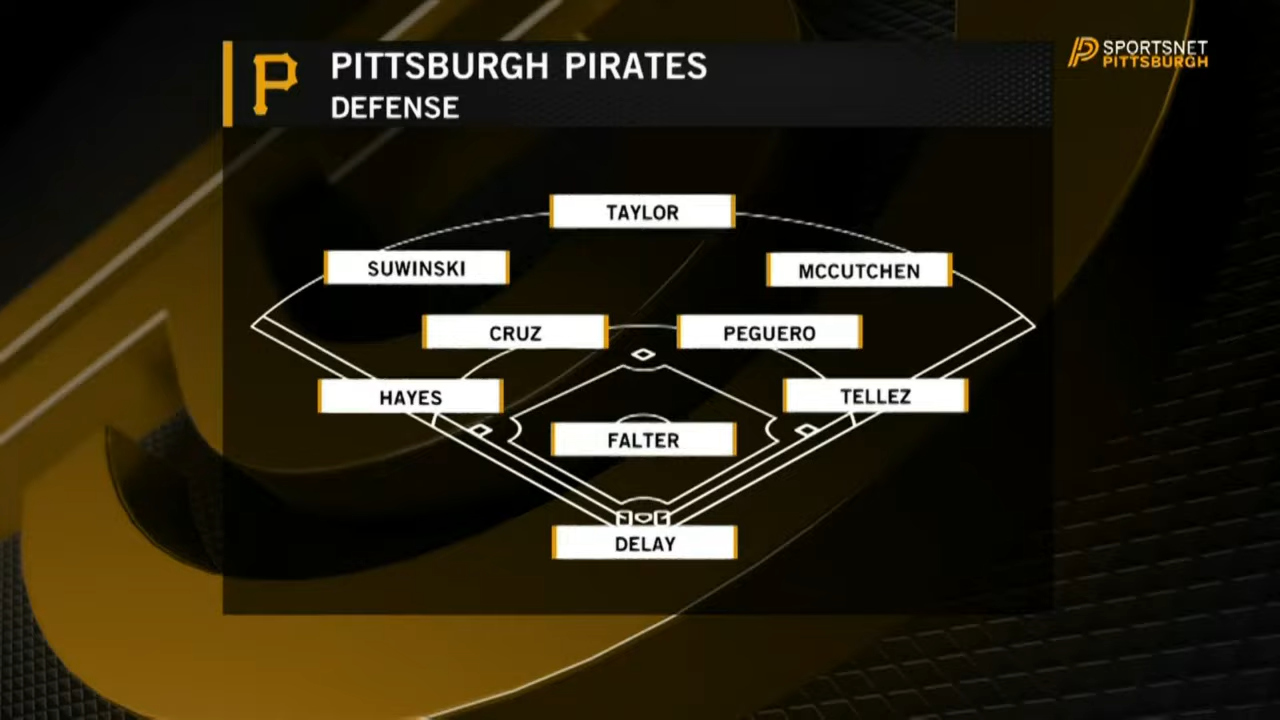 P
PITTSBURGH PIRATES
DEFENSE
SPORTSNET
PITTSBURGH
TAYLOR
SUWINSKI
MCCUTCHEN
CRUZ
PEGUERO
HAYES
TELLEZ
FALTER
DELAY